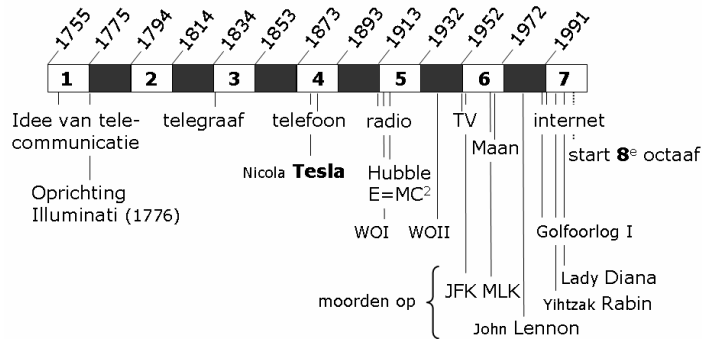 1755 1775 1794 1814 1834 1853 1873 1893 1913 1932 1952 1972 1991
1 2 3 4 5 6 7
Idee van tele-
communicatie
telegraaf
telefoon
radio
TV
internet
Maan
start 8e octaaf
Nicola Tesla
Hubble
E=MC2
Oprichting
Illuminati (1776)
WOI
WOII
Golfoorlog I
moorden op
JFK
MLK
Lady Diana
Yihtzak Rabin
John Lennon